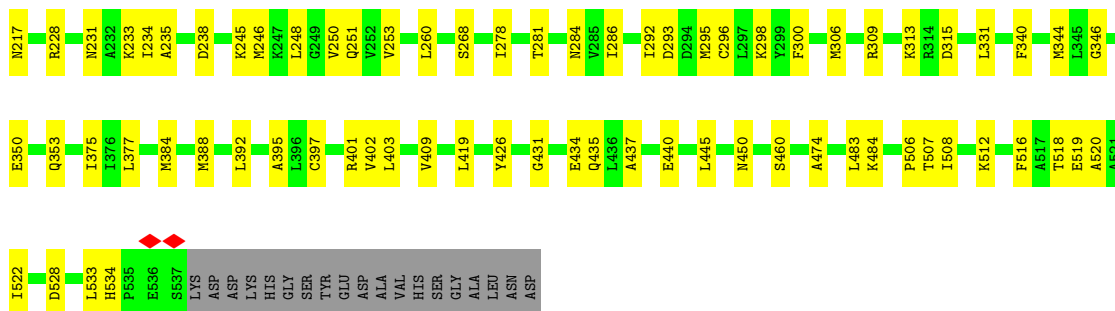 N217 R228 N231 A232 K233 I234 A235 D238 K245 M246 K247 L248 G249 V250 Q251 V252 V253 L260 S268 I278 T281 N284 V285 I286 I292 D293 D294 M295 C296 L297 K298 Y299 F300 M306 R309 K313 R314 D315 L331 F340 M344 L345 G346
E350 Q353 I375 I376 L377 M384 M388 L392 A395 L396 C397 R401 V402 L403 V409 L419 Y426 G431 E434 Q435 L436 A437 E440 L445 N450 S460 A474 L483 K484 P506 T507 I508 K512 F516 A517 T518 E519 A520 A521
I522 D528 L533 H534 P535 E536 S537 LYS ASP ASP LYS HIS GLY SER TYR GLU ASP ALA VAL HIS SER GLY ALA LEU ASN ASP